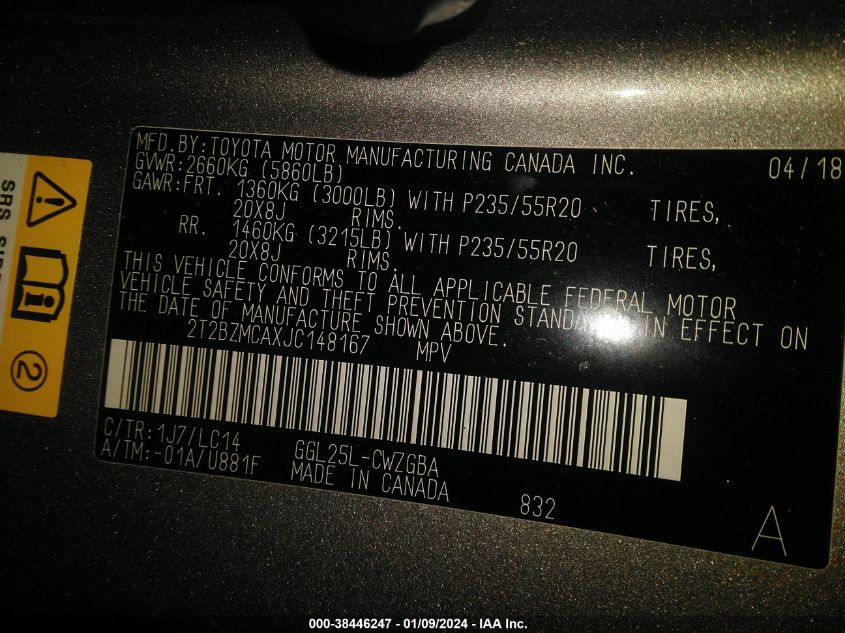 MFD.BY:TOYOTA MOTOR MANUFACTURING CANADA INC. 04/18
GVWR:2660KG (5860LB)
GAWR:FRT. 1360KG (3000LB) WITH P235/55R20 TIRES,
20X8J RIMS.
RR. 1460KG (3215LB) WITH P235/55R20 TIRES,
20X8J RIMS.
THIS VEHICLE CONFORMS TO ALL APPLICABLE FEDERAL MOTOR
VEHICLE SAFETY AND THEFT PREVENTION STANDARDS IN EFFECT ON
THE DATE OF MANUFACTURE SHOWN ABOVE.
2T2BZMCAXJC148167 MPV
C/TR:1J7/LC14
A/TM:-01A/U881F
GGL25L-CWZGBA
MADE IN CANADA
832
A
SRS
2
000-38446247 - 01/09/2024 - IAA Inc.